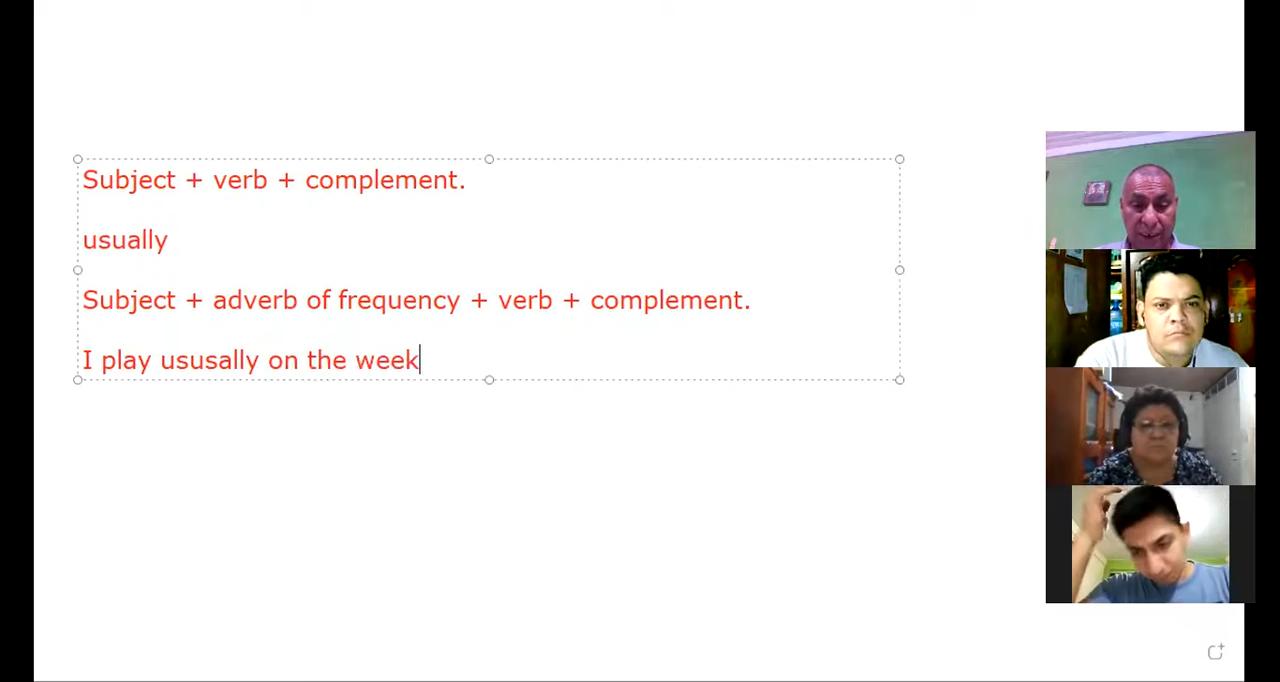 Subject + verb + complement.
usually
Subject + adverb of frequency + verb + complement.
I play ususally on the week